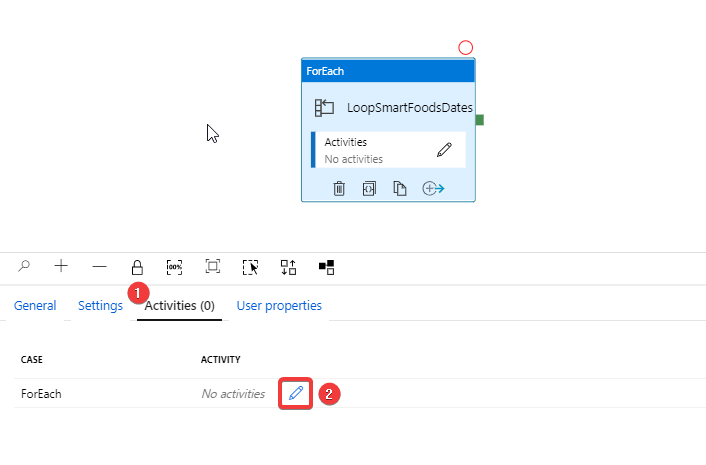 ForEach
LoopSmartFoodsDates
Activities
No activities
100%
1
General Settings Activities (0) User properties
CASE ACTIVITY
ForEach No activities 2